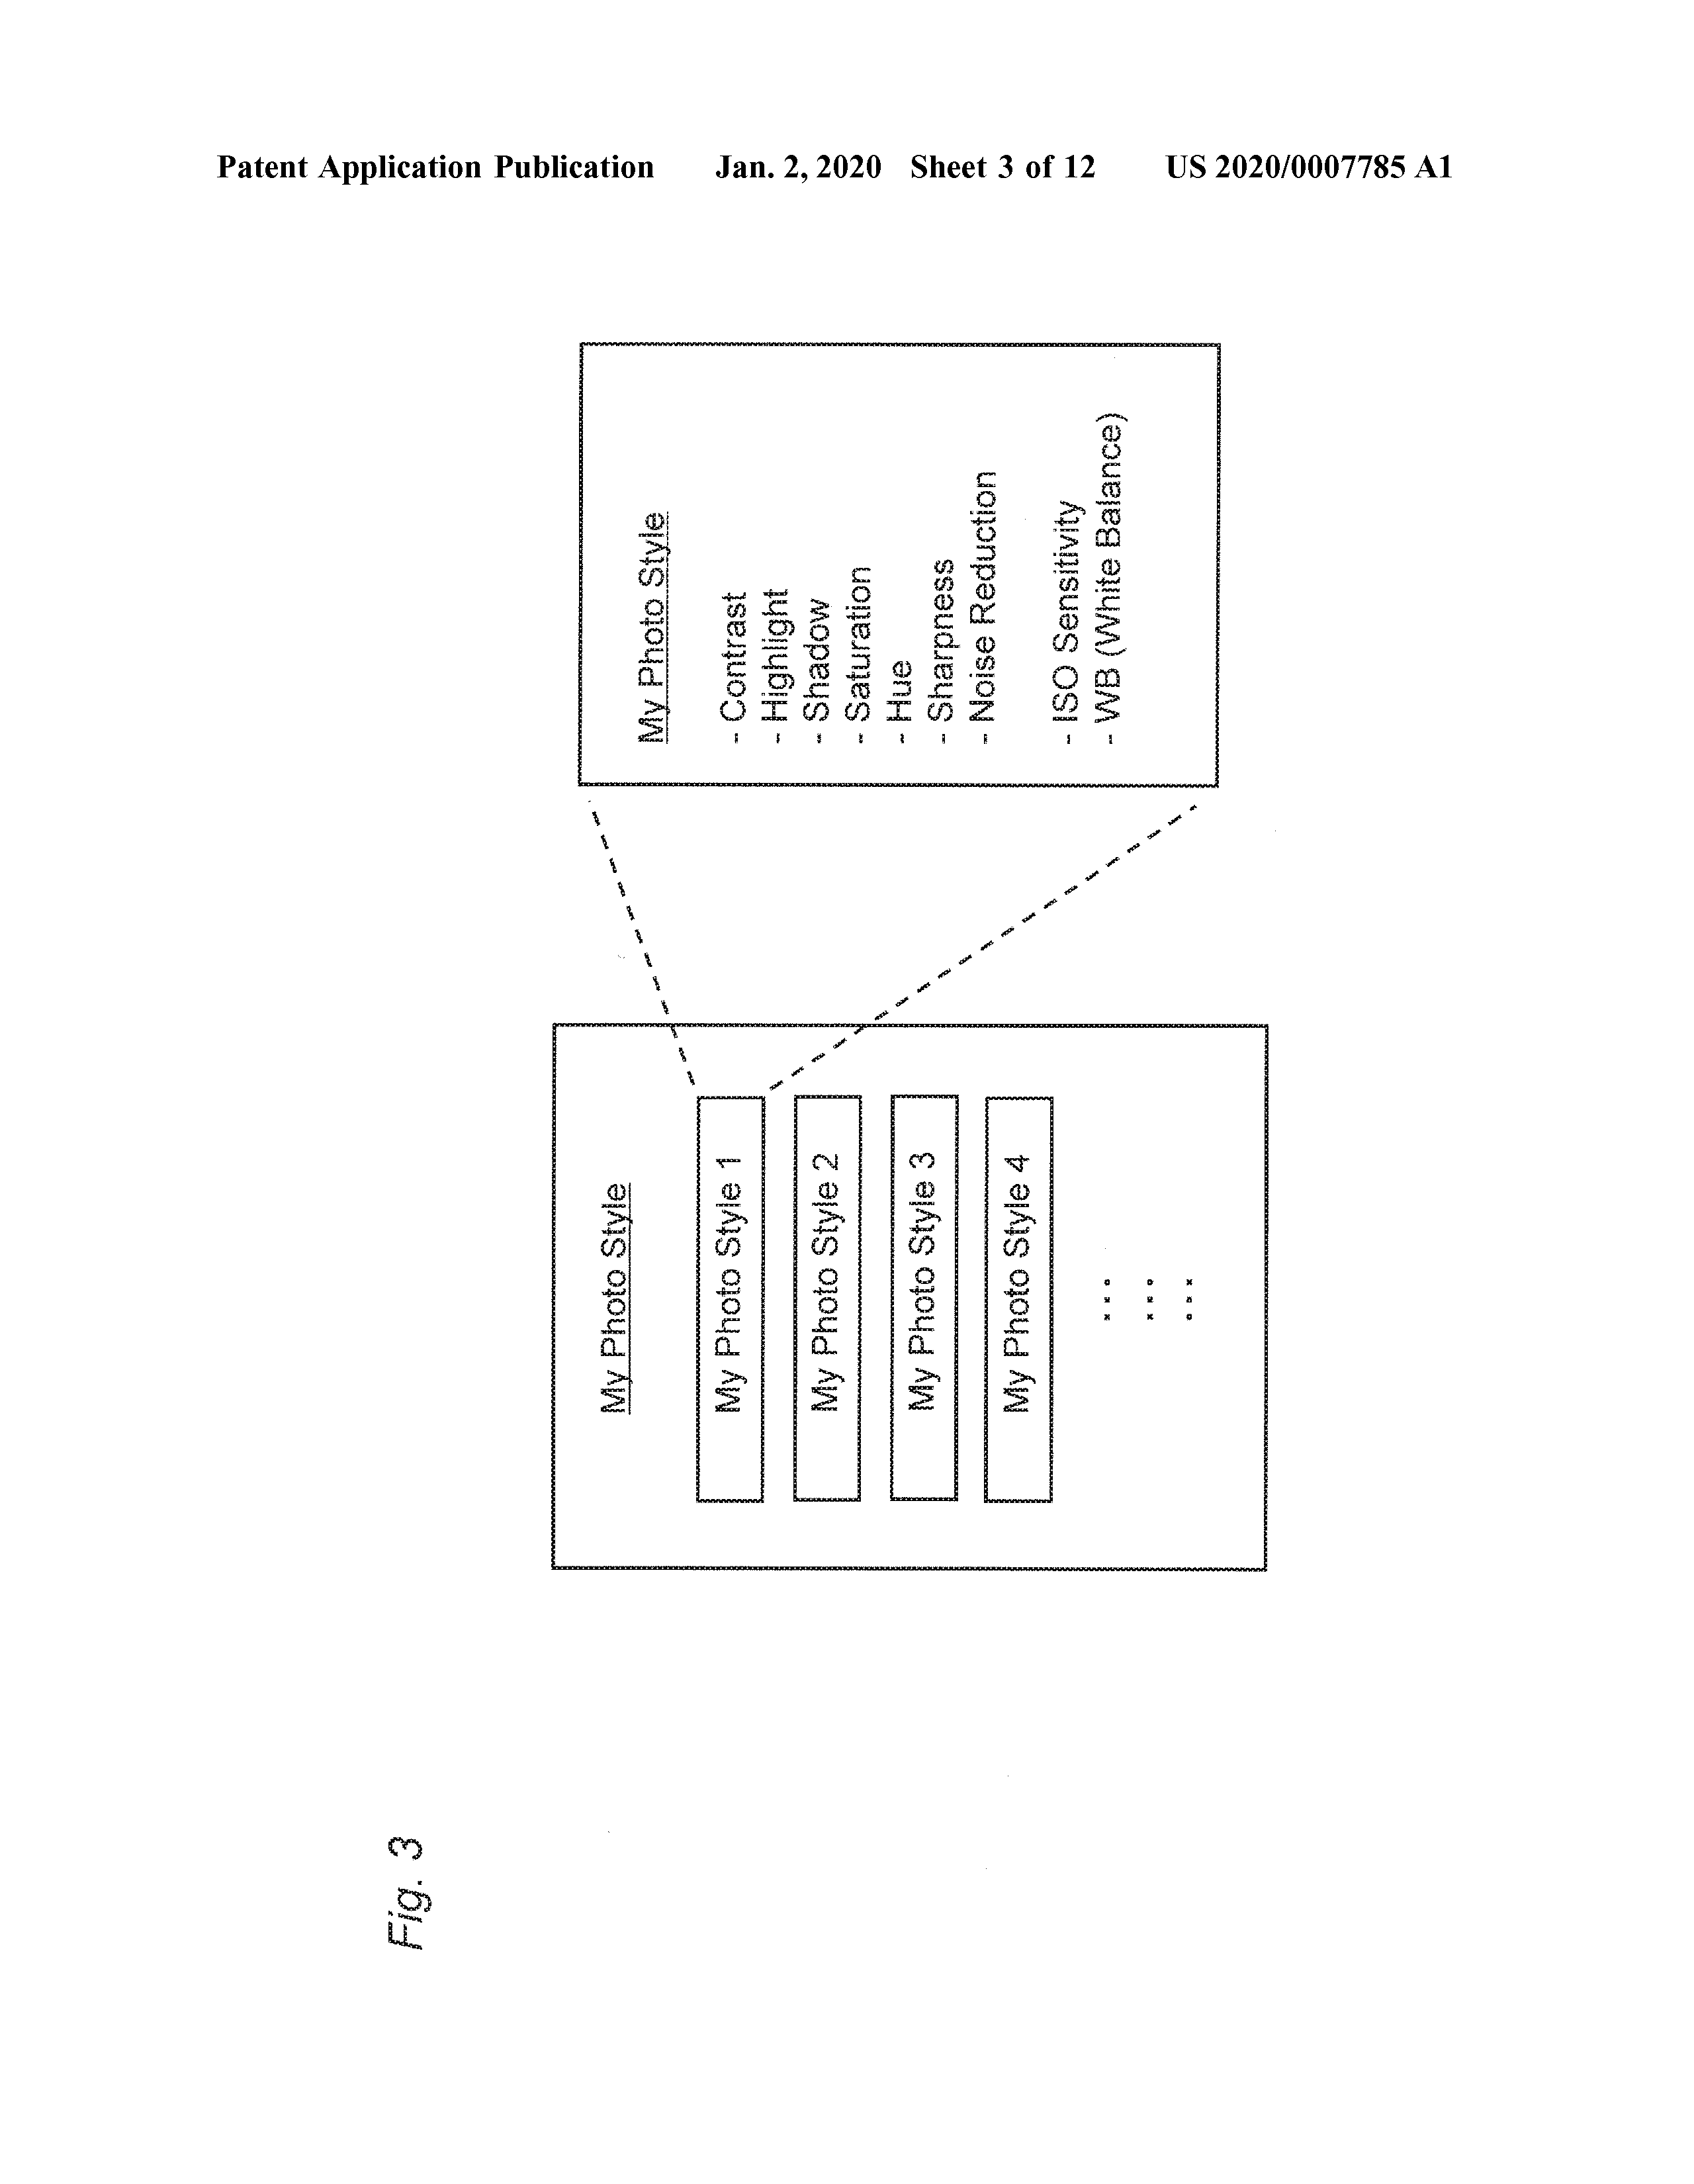 Patent Application Publication Jan. 2, 2020 Sheet 3 of 12 US 2020/0007785 A1
Fig. 3
My Photo Style
My Photo Style 1
My Photo Style 2
My Photo Style 3
My Photo Style 4
My Photo Style
- Contrast
- Highlight
- Shadow
- Saturation
- Hue
- Sharpness
- Noise Reduction
- ISO Sensitivity
- WB (White Balance)